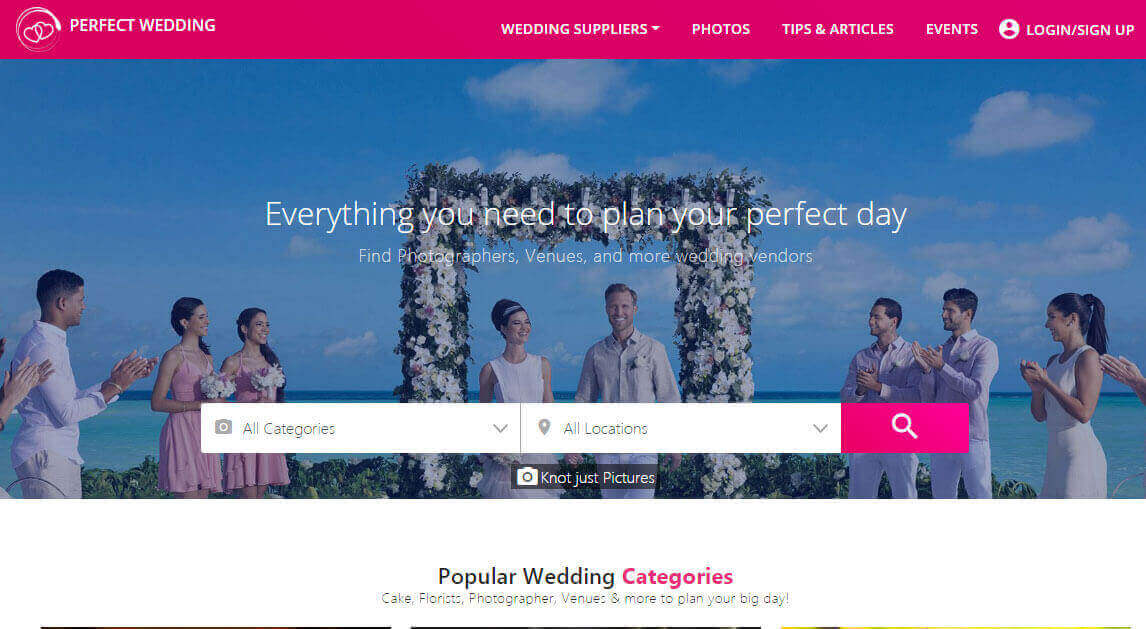 PERFECT WEDDING
WEDDING SUPPLIERS
PHOTOS
TIPS & ARTICLES
EVENTS
LOGIN/SIGN UP
Everything you need to plan your perfect day
Find Photographers, Venues, and more wedding vendors
All Categories
All Locations
Knot just Pictures
Popular Wedding Categories
Cake, Florists, Photographer, Venues & more to plan your big day!